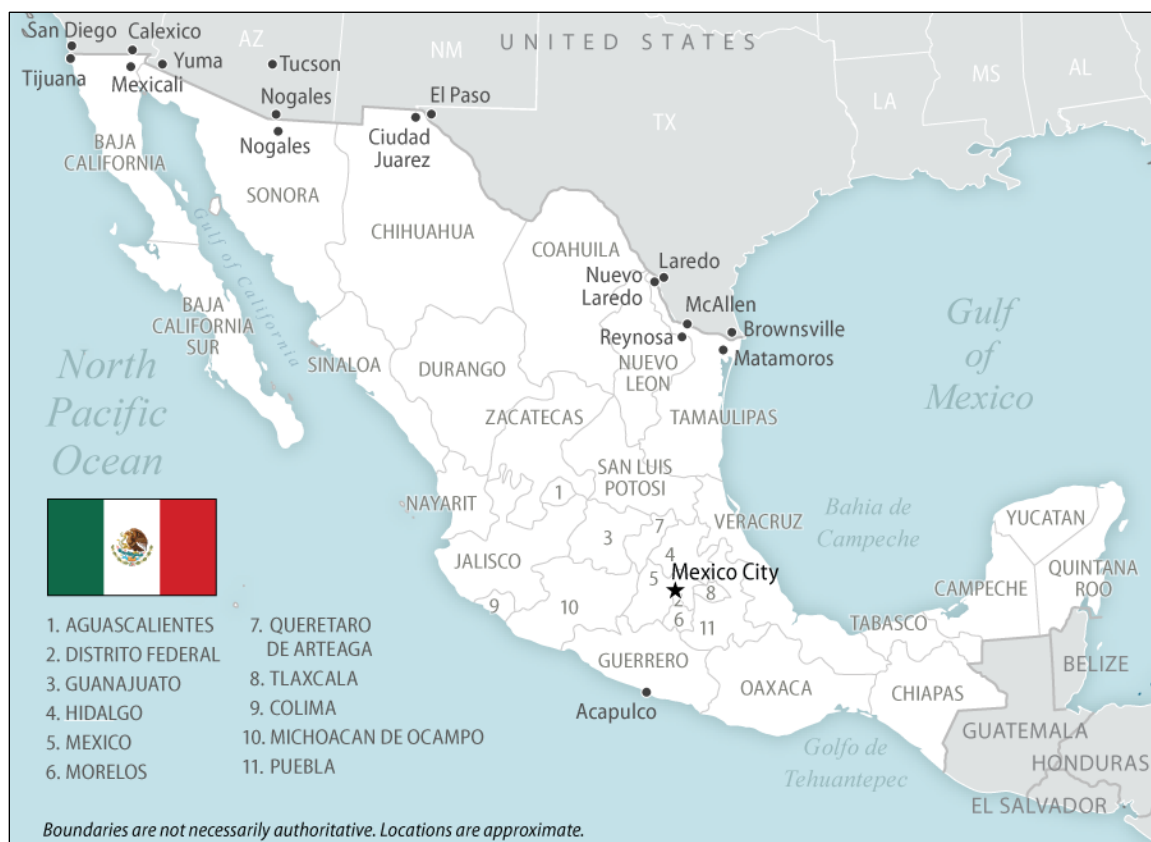 San Diego
Calexico
AZ
NM
UNITED STATES
MS
AL
Tijuana
Mexicali
Yuma
Tucson
LA
Nogales
El Paso
TX
Nogales
Ciudad
Juarez
BAJA
CALIFORNIA
SONORA
CHIHUAHUA
COAHUILA
Gulf of California
Nuevo
Laredo
Laredo
BAJA
CALIFORNIA
SUR
McAllen
Reynosa
Brownsville
Matamoros
Gulf
of
Mexico
North
Pacific
Ocean
SINALOA
DURANGO
NUEVO
LEON
ZACATECAS
TAMAULIPAS
SAN LUIS
POTOSI
NAYARIT
1
3
7
VERACRUZ
Bahia de
Campeche
YUCATAN
JALISCO
4
5
Mexico City
2
8
CAMPECHE
QUINTANA
ROO
9
10
6
11
TABASCO
GUERRERO
OAXACA
CHIAPAS
BELIZE
Acapulco
Golfo de
Tehuantepec
GUATEMALA
HONDURAS
EL SALVADOR
1. AGUASCALIENTES
2. DISTRITO FEDERAL
3. GUANAJUATO
4. HIDALGO
5. MEXICO
6. MORELOS
7. QUERETARO
DE ARTEAGA
8. TLAXCALA
9. COLIMA
10. MICHOACAN DE OCAMPO
11. PUEBLA
Boundaries are not necessarily authoritative. Locations are approximate.